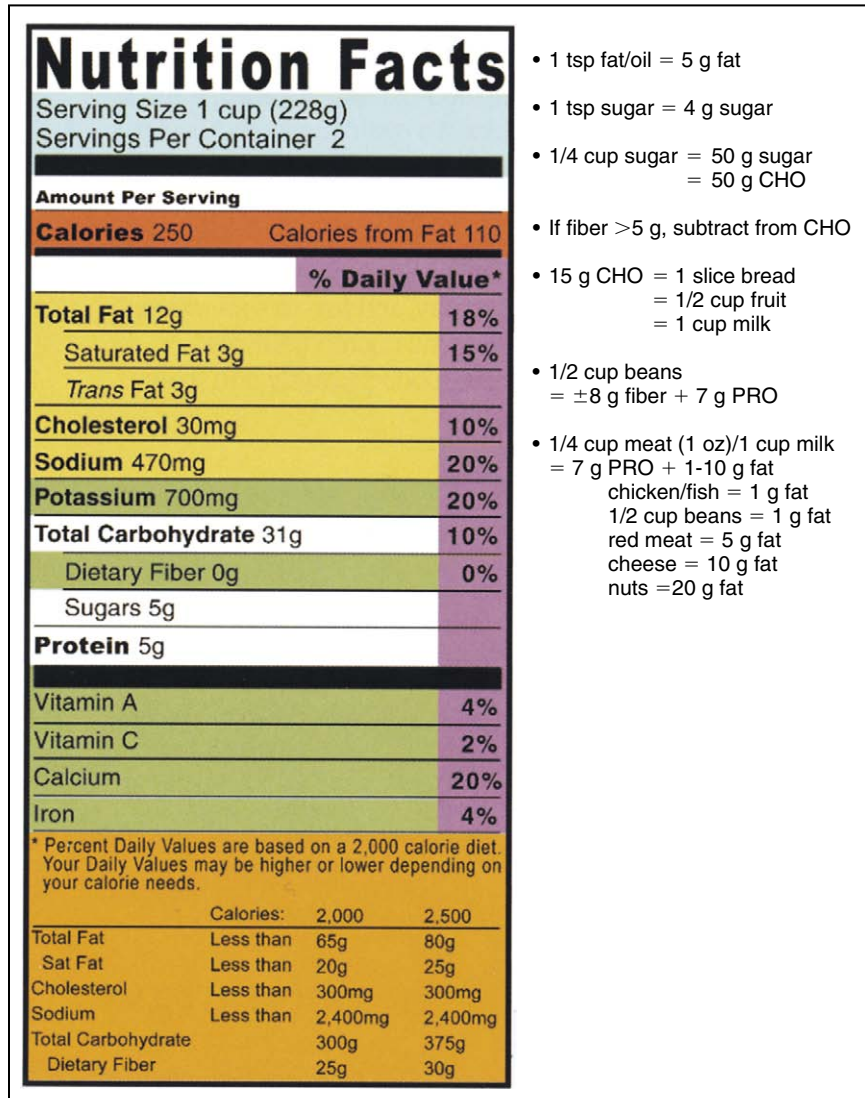 Nutrition Facts
Serving Size 1 cup (228g)
Servings Per Container 2
Amount Per Serving
Calories 250 Calories from Fat 110
% Daily Value*
Total Fat 12g 18%
Saturated Fat 3g 15%
Trans Fat 3g
Cholesterol 30mg 10%
Sodium 470mg 20%
Potassium 700mg 20%
Total Carbohydrate 31g 10%
Dietary Fiber 0g 0%
Sugars 5g
Protein 5g
Vitamin A 4%
Vitamin C 2%
Calcium 20%
Iron 4%
* Percent Daily Values are based on a 2,000 calorie diet.
Your Daily Values may be higher or lower depending on
your calorie needs.
Calories: 2,000 2,500
Total Fat Less than 65g 80g
Sat Fat Less than 20g 25g
Cholesterol Less than 300mg 300mg
Sodium Less than 2,400mg 2,400mg
Total Carbohydrate 300g 375g
Dietary Fiber 25g 30g
• 1 tsp fat/oil = 5 g fat
• 1 tsp sugar = 4 g sugar
• 1/4 cup sugar = 50 g sugar
= 50 g CHO
• If fiber >5 g, subtract from CHO
• 15 g CHO = 1 slice bread
= 1/2 cup fruit
= 1 cup milk
• 1/2 cup beans
= ±8 g fiber + 7 g PRO
• 1/4 cup meat (1 oz)/1 cup milk
= 7 g PRO + 1-10 g fat
chicken/fish = 1 g fat
1/2 cup beans = 1 g fat
red meat = 5 g fat
cheese = 10 g fat
nuts =20 g fat